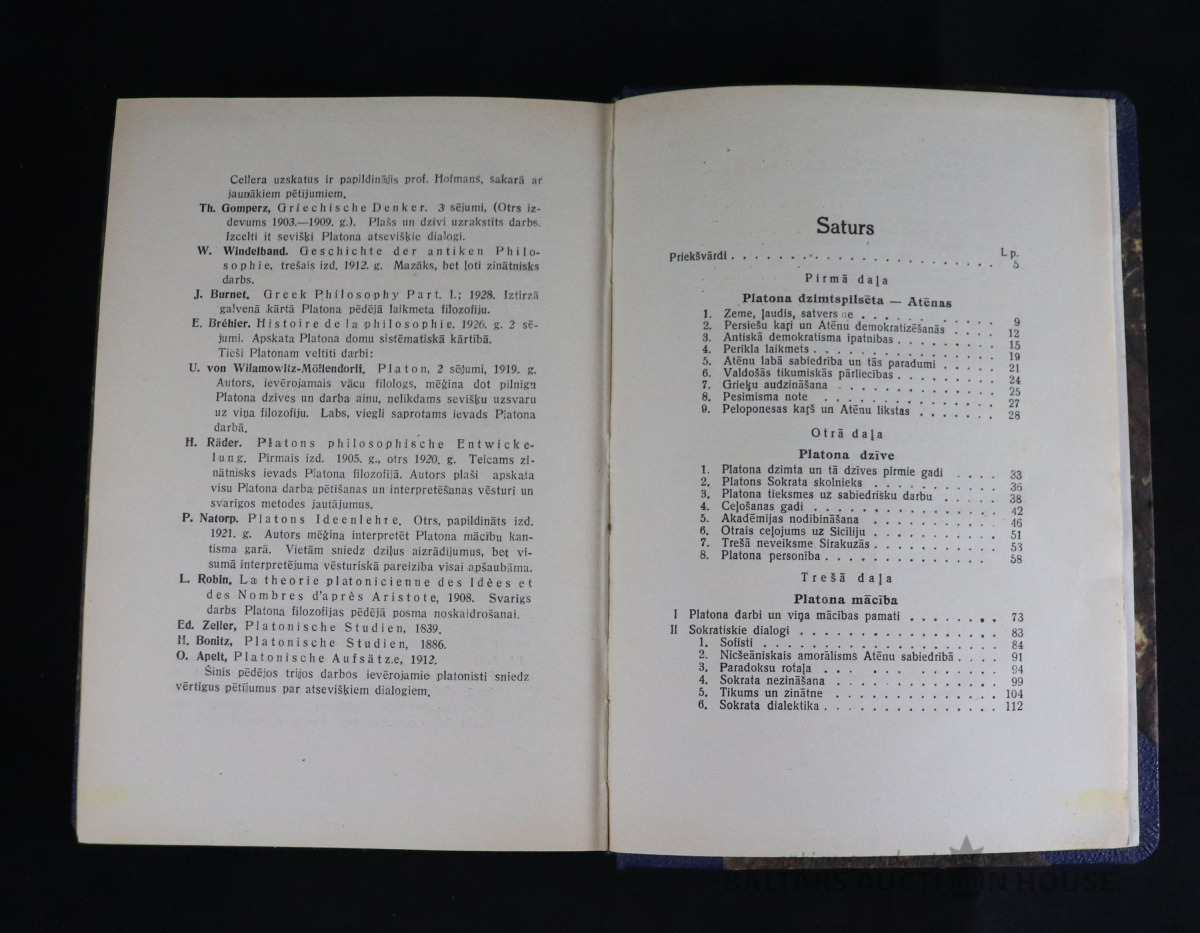 Cellera uzskatus ir papildinājis prof. Hofmans, sakarā ar
jaunākiem pētījumiem.
Th. Gomperz, Griechische Denker. 3 sējumi, (Otrs iz-
devums 1903.—1909. g.). Plašs un dzīvi uzrakstīts darbs.
Izcelti it sevišķi Platona atsevišķie dialogi.
W. Windelband. Geschichte der antiken Philo-
sophie, trešais izd. 1912. g. Mazāks, bet ļoti zinātnisks
darbs.
J. Burnet. Greek Philosophy Part. I.; 1928. Iztirzā
galvenā kārtā Platona pēdējā laikmeta filozofiju.
E. Bréhier. Histoire de la philosophie. 1926. g. 2 sē-
jumi. Apskata Platona domu sistēmatiskā kārtībā.
Tieši Platonam veltīti darbi:
U. von Wilamowitz-Möllendorff, Platon, 2 sējumi, 1919. g.
Autors, ievērojamais vācu filologs, mēģina dot pilnīgu
Platona dzīves un darba ainu, nelikdams sevišķu uzsvaru
uz viņa filozofiju. Labs, viegli saprotams ievads Platona
darbā.
H. Räder. Platons philosophische Entwicke-
lung. Pirmais izd. 1905. g., otrs 1920. g. Teicams zi-
nātnisks ievads Platona filozofijā. Autors plaši apskata
visu Platona darba pētīšanas un interpretēšanas vēsturi un
svarīgos metodes jautājumus.
P. Natorp. Platons Ideenlehre. Otrs, papildināts izd.
1921. g. Autors mēģina interpretēt Platona mācību kan-
tisma garā. Vietām sniedz dziļus aizrādījumus, bet vi-
sumā interpretējuma vēsturiskā pareizība visai apšaubāma.
L. Robin. La theorie platonicienne des Idèes et
des Nombres d'après Aristote, 1908. Svarīgs
darbs Platona filozofijas pēdējā posma noskaidrošanai.
Ed. Zeller, Platonische Studien, 1839.
H. Bonitz, Platonische Studien, 1886.
O. Apelt, Platonische Aufsätze, 1912.
Šinīs pēdējos trijos darbos ievērojamie platonisti sniedz
vērtīgus pētījumus par atsevišķiem dialogiem.
Saturs
Lp.
Priekšvārdi . . . . . . . . . . . . . . . . . . 5
Pirmā daļa
Platona dzimtspilsēta — Atēnas
1. Zeme, ļaudis, satversme . . . . . . . 9
2. Persiešu kaŗi un Atēnu demokratizēšanās . . . . 12
3. Antiskā demokratisma īpatnības . . . . . . . 15
4. Perikla laikmets . . . . . . . . . . . . 19
5. Atēnu labā sabiedrība un tās paradumi . . . . . 21
6. Valdošās tikumiskās pārliecības . . . . . . . 24
7. Grieķu audzināšana . . . . . . . . . . . 25
8. Pesimisma note . . . . . . . . . . . . 27
9. Peloponesas kaŗš un Atēnu likstas . . . . . . . 28
Otrā daļa
Platona dzīve
1. Platona dzimta un tā dzīves pirmie gadi . . . . 33
2. Platons Sokrata skolnieks . . . . . . . . . 36
3. Platona tieksmes uz sabiedrisku darbu . . . . . 38
4. Ceļošanas gadi . . . . . . . . . . . . . 42
5. Akadēmijas nodibināšana . . . . . . . . . 46
6. Otrais ceļojums uz Sicīliju . . . . . . . . . 51
7. Trešā neveiksme Sirakuzās . . . . . . . . . 53
8. Platona personība . . . . . . . . . . . . 58
Trešā daļa
Platona mācība
I Platona darbi un viņa mācības pamati . . . . . . . 73
II Sokratiskie dialogi . . . . . . . . . . . . . . 83
1. Sofisti . . . . . . . . . . . . . . . . 84
2. Nicšeāniskais amorālisms Atēnu sabiedrībā . . . . 91
3. Paradoksu rotaļa . . . . . . . . . . . . . 94
4. Sokrata nezināšana . . . . . . . . . . . . 99
5. Tikums un zinātne . . . . . . . . . . . . 104
6. Sokrata dialektika . . . . . . . . . . . . . 112
BALTARS AUCTION HOUSE